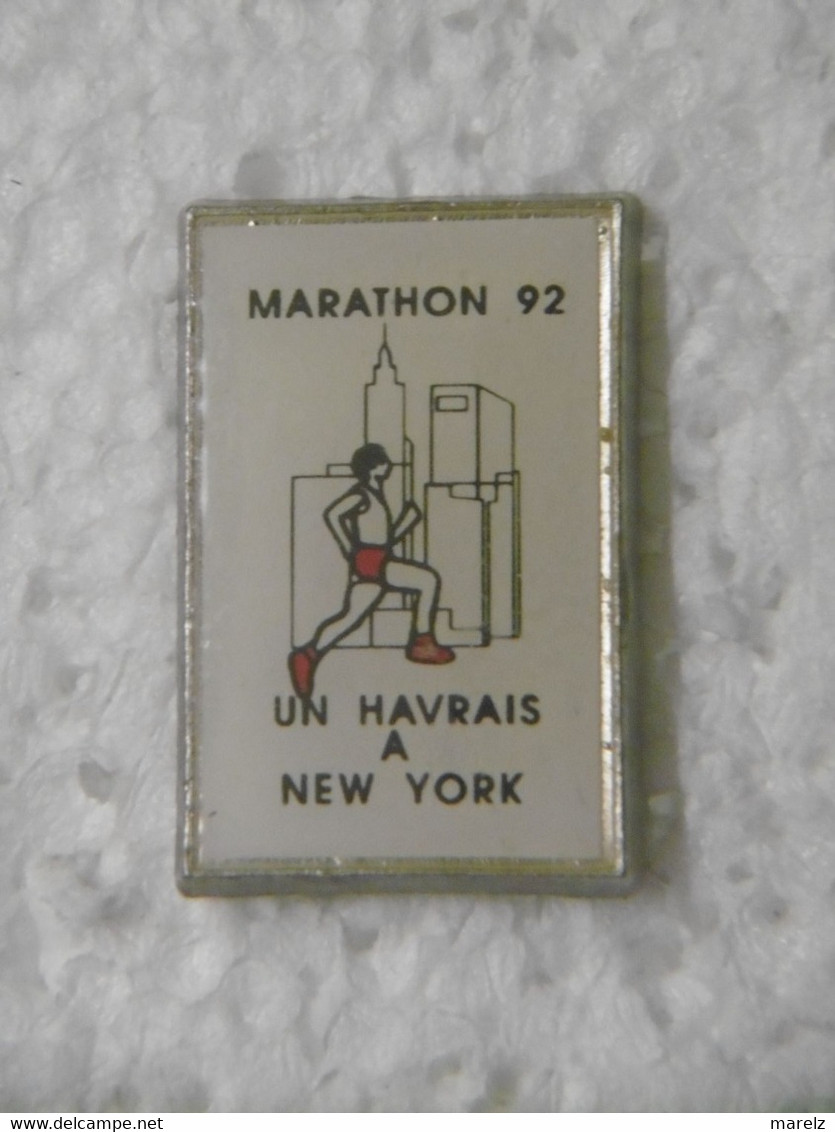 MARATHON 92
UN HAVRAIS
A
NEW YORK
www.delcampe.net
marelz